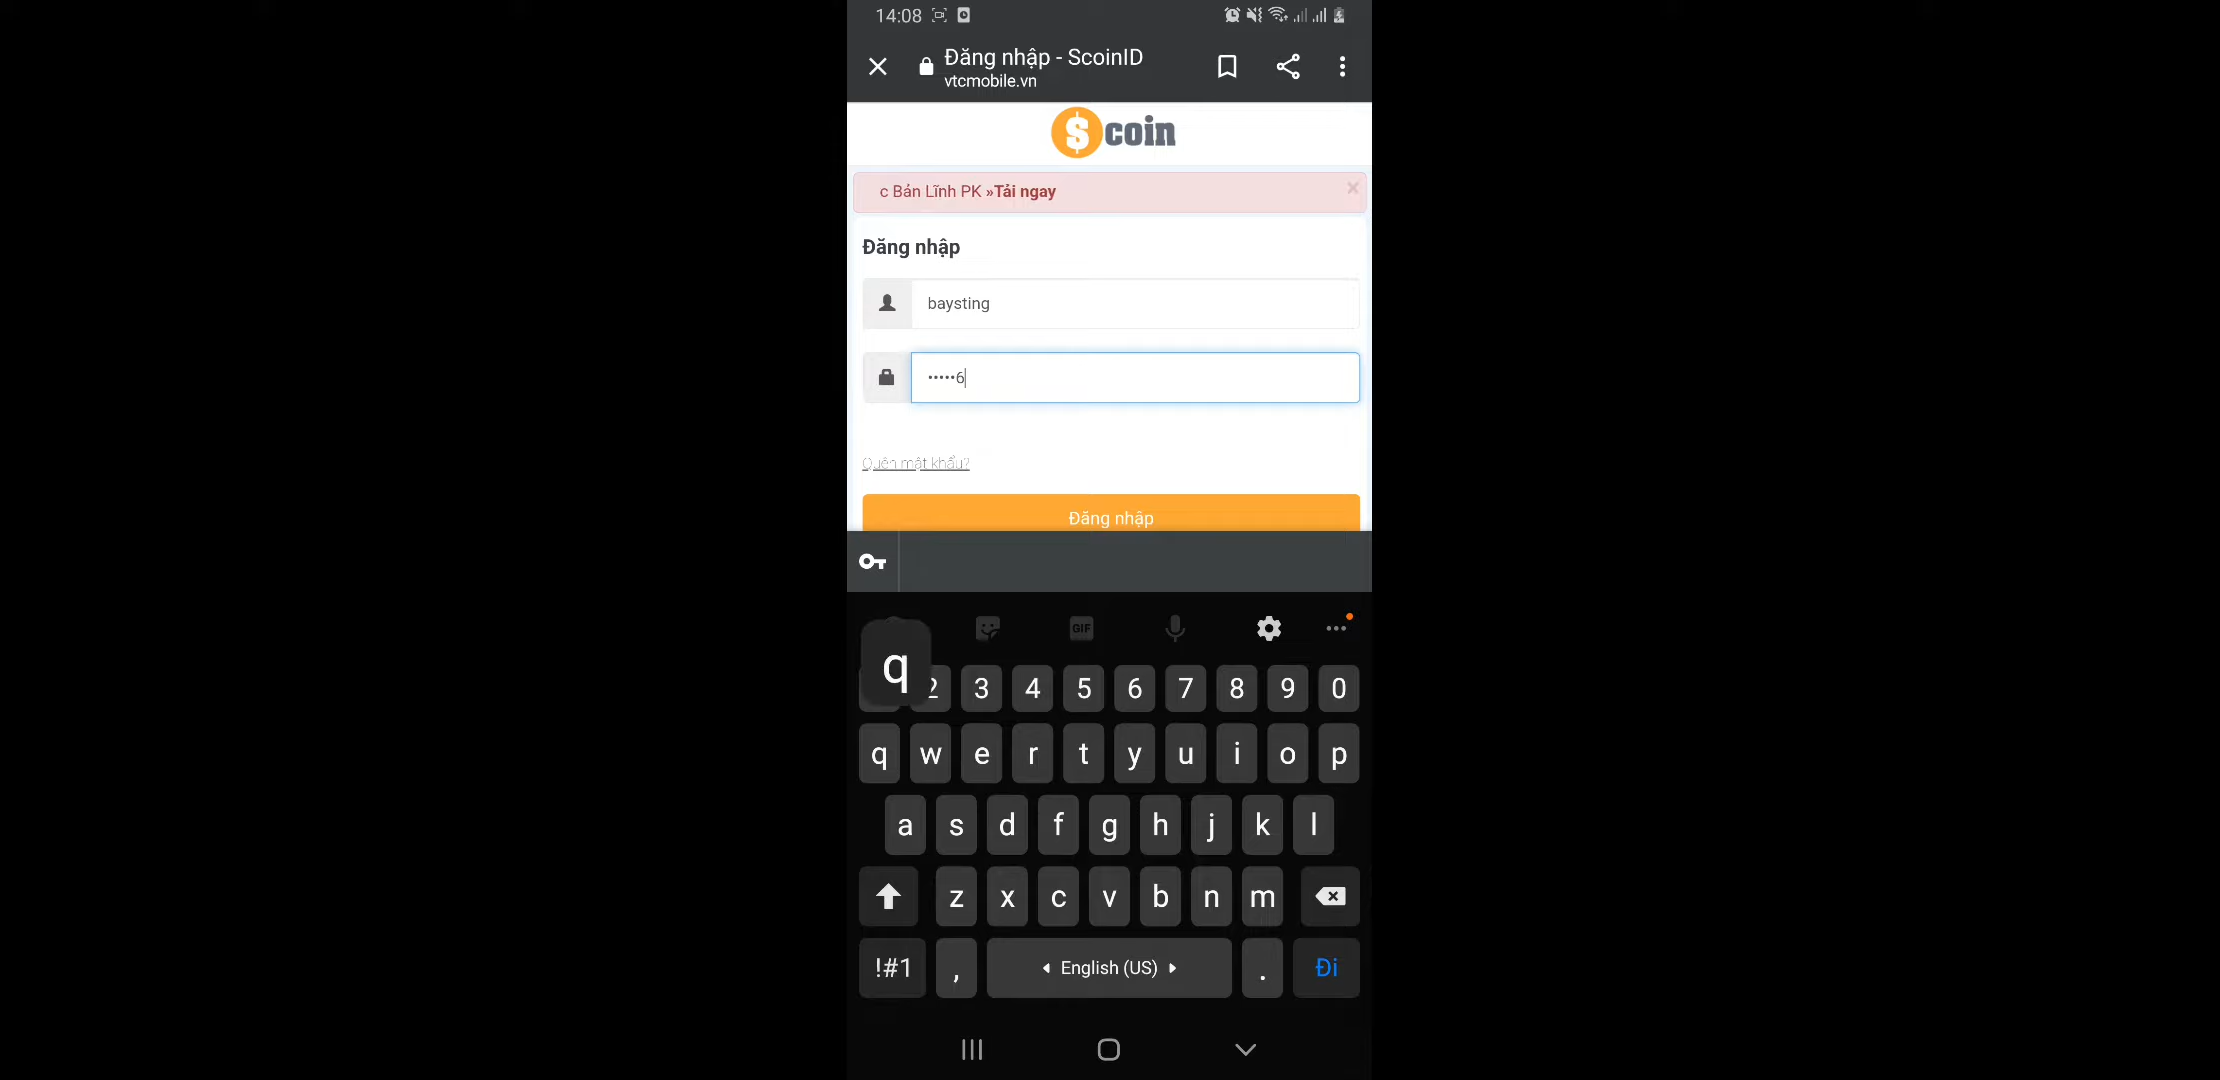 14:08
Đăng nhập - ScoinID
vtcmobile.vn
$coin
c Bản Lĩnh PK »Tải ngay ×
Đăng nhập
baysting
•••••6
Quên mật khẩu?
Đăng nhập
GIF
q
2 3 4 5 6 7 8 9 0
q w e r t y u i o p
a s d f g h j k l
z x c v b n m
!#1 , English (US) . Đi